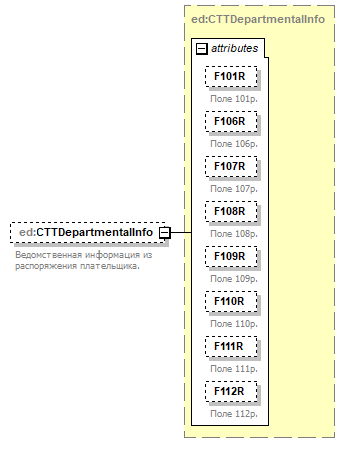 ed:CTTDepartmentalInfo
attributes
F101R
Поле 101р.
F106R
Поле 106р.
F107R
Поле 107р.
F108R
Поле 108р.
ed:CTTDepartmentalInfo
Ведомственная информация из
распоряжения плательщика.
F109R
Поле 109р.
F110R
Поле 110р.
F111R
Поле 111р.
F112R
Поле 112р.